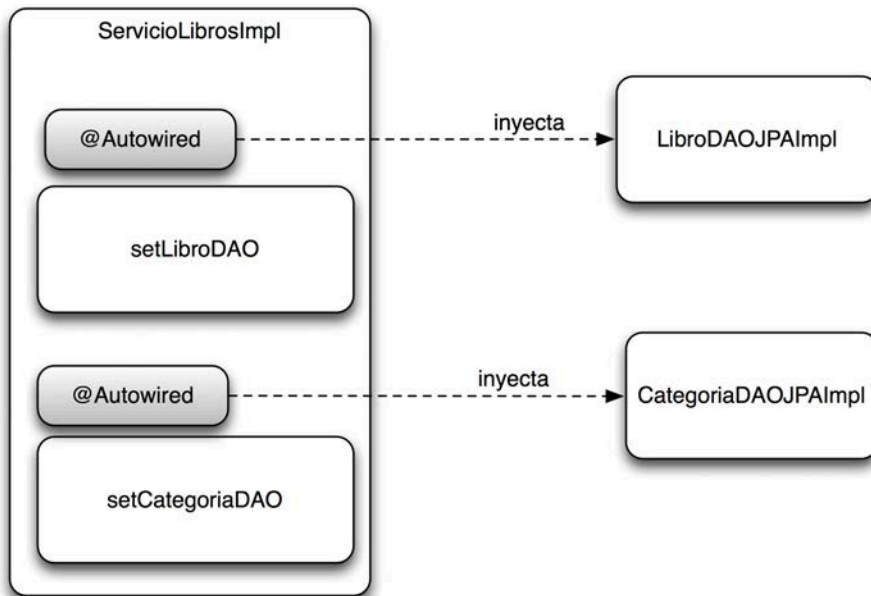 ServicioLibrosImpl
@Autowired
inyecta
LibroDAOJPAImpl
setLibroDAO
@Autowired
inyecta
CategoriaDAOJPAImpl
setCategoriaDAO